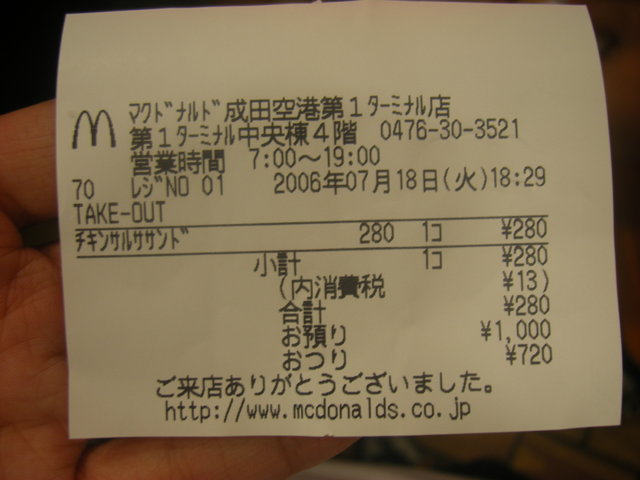 ﾏｸﾄﾞﾅﾙﾄﾞ成田空港第1ﾀｰﾐﾅﾙ店
第1ﾀｰﾐﾅﾙ中央棟4階 0476-30-3521
営業時間 7:00～19:00
70 ﾚｼﾞNO 01 2006年07月18日(火)18:29
TAKE-OUT
ﾁｷﾝｻﾙｻｻﾝﾄﾞ 280 1ｺ ¥280
小計 1ｺ ¥280
(内消費税 ¥13)
合計 ¥280
お預り ¥1,000
おつり ¥720
ご来店ありがとうございました。
http://www.mcdonalds.co.jp